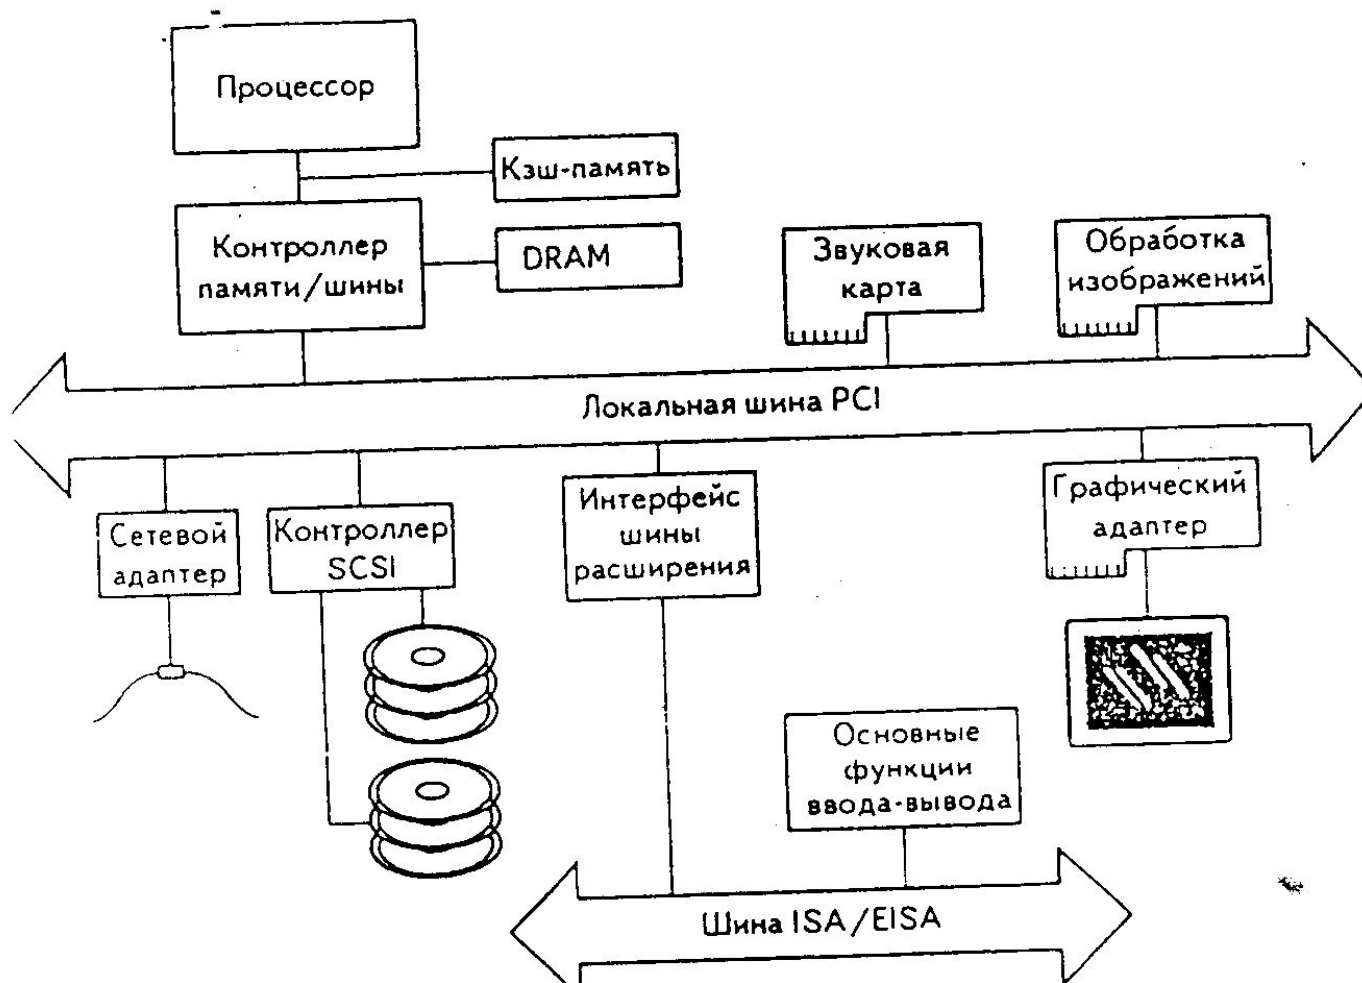 Процессор
Кэш-память
Контроллер
памяти/шины
DRAM
Звуковая
карта
Обработка
изображений
Локальная шина PCI
Сетевой
адаптер
Контроллер
SCSI
Интерфейс
шины
расширения
Графический
адаптер
Основные
функции
ввода-вывода
Шина ISA/EISA